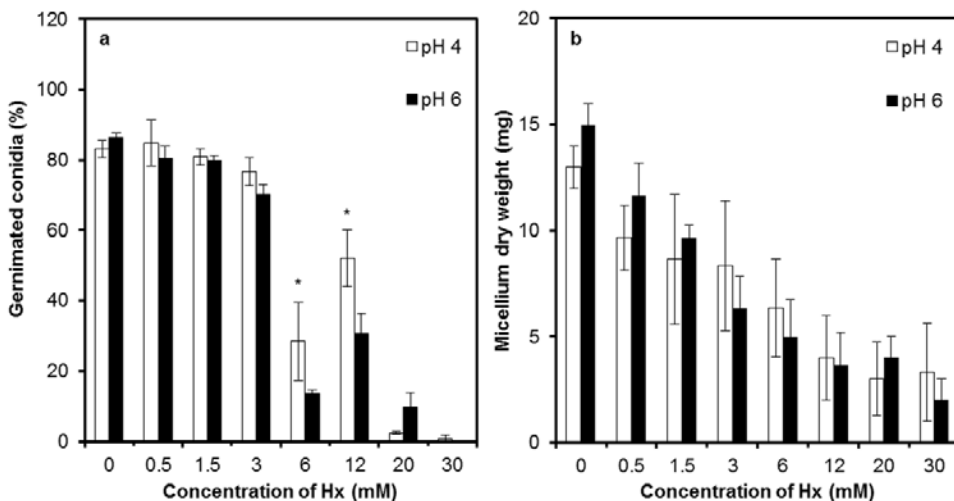 a
pH 4
pH 6
Gernimated conidia (%)
120
100
80
60
40
20
0
*
*
0 0.5 1.5 3 6 12 20 30
Concentration of Hx (mM)
b
pH 4
pH 6
Micellium dry weight (mg)
20
15
10
5
0
0 0.5 1.5 3 6 12 20 30
Concentration of Hx (mM)